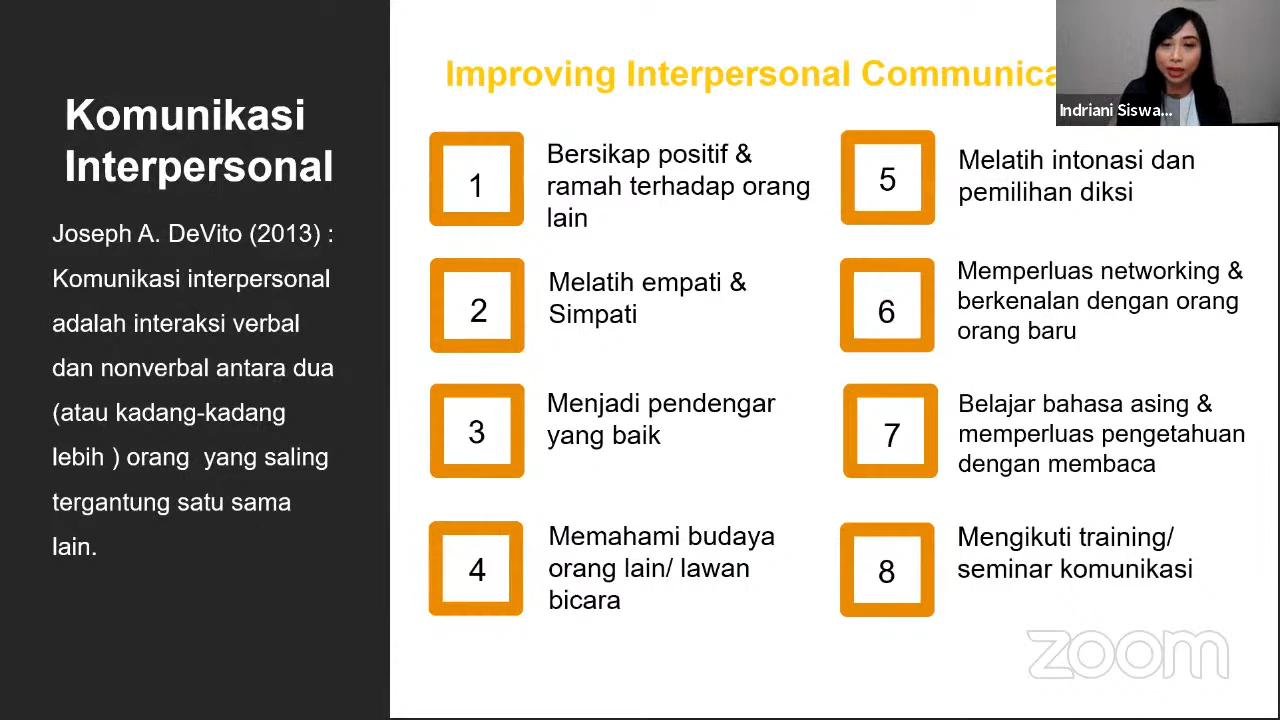 Komunikasi
Interpersonal
Joseph A. DeVito (2013) :
Komunikasi interpersonal
adalah interaksi verbal
dan nonverbal antara dua
(atau kadang-kadang
lebih ) orang yang saling
tergantung satu sama
lain.
Improving Interpersonal Communica
1
Bersikap positif &
ramah terhadap orang
lain
2
Melatih empati &
Simpati
3
Menjadi pendengar
yang baik
4
Memahami budaya
orang lain/ lawan
bicara
5
Melatih intonasi dan
pemilihan diksi
6
Memperluas networking &
berkenalan dengan orang
orang baru
7
Belajar bahasa asing &
memperluas pengetahuan
dengan membaca
8
Mengikuti training/
seminar komunikasi
Indriani Siswa...
zoom